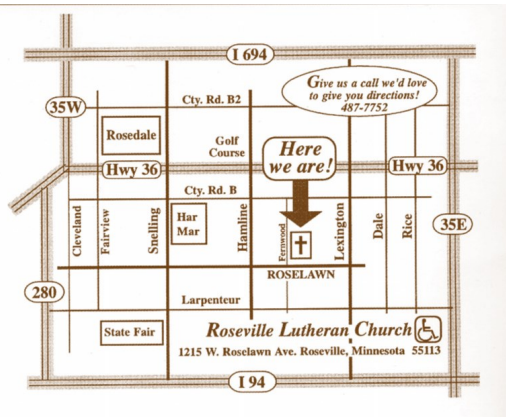 I 694
Give us a call we'd love
to give you directions!
487-7752
35W
Cty. Rd. B2
Rosedale
Golf
Course
Here
we are!
Hwy 36
Hwy 36
Cty. Rd. B
Cleveland
Fairview
Snelling
Har
Mar
Hamline
Fernwood
Lexington
Dale
Rice
35E
ROSELAWN
280
Larpenteur
State Fair
Roseville Lutheran Church
1215 W. Roselawn Ave. Roseville, Minnesota 55113
I 94